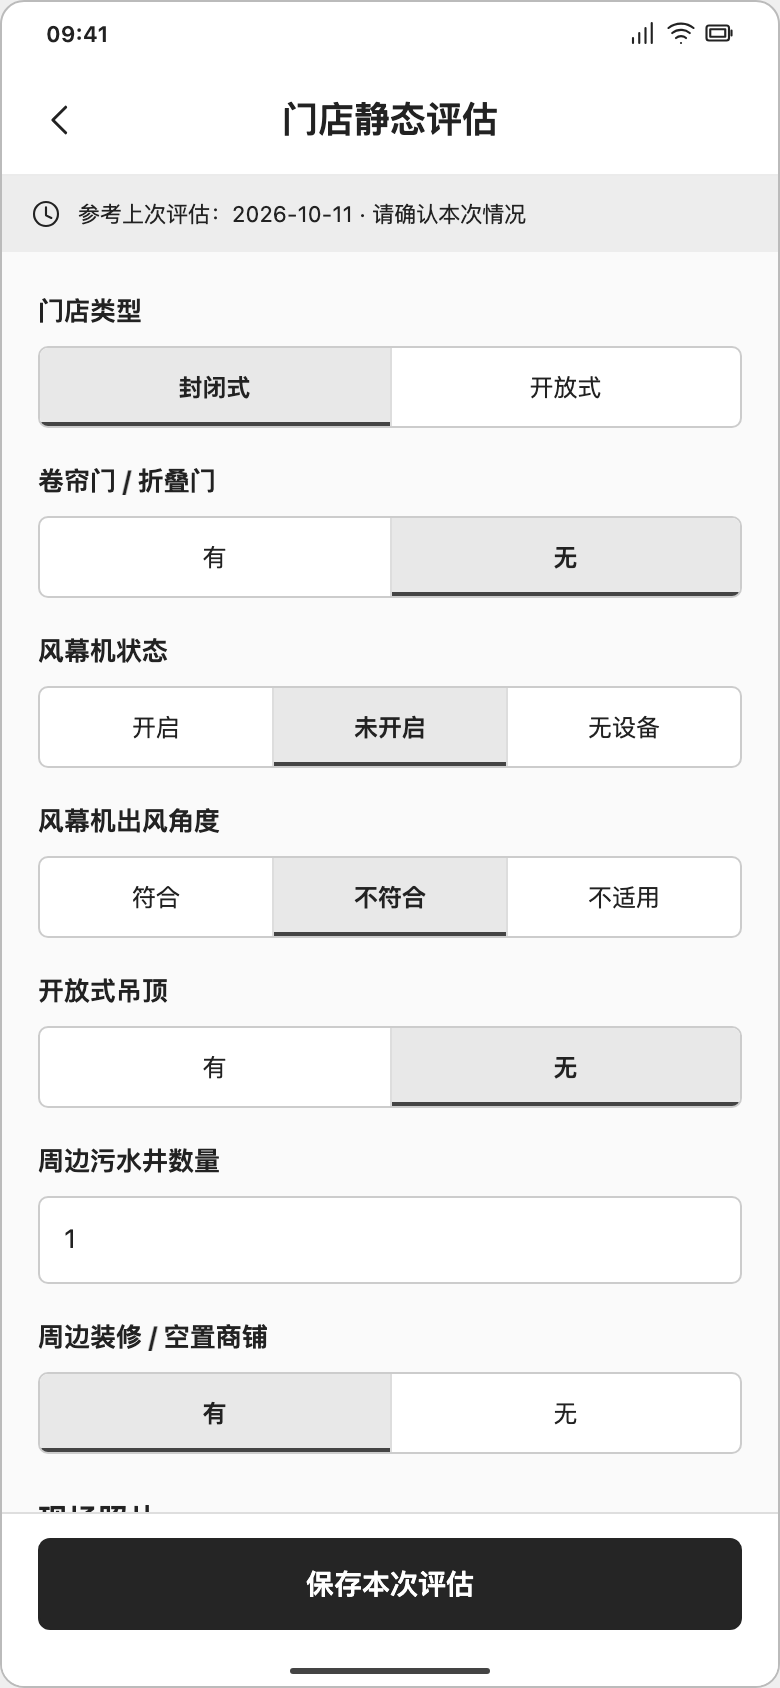 09:41
门店静态评估
参考上次评估：2026-10-11 · 请确认本次情况
门店类型
封闭式 开放式
卷帘门 / 折叠门
有 无
风幕机状态
开启 未开启 无设备
风幕机出风角度
符合 不符合 不适用
开放式吊顶
有 无
周边污水井数量
1
周边装修 / 空置商铺
有 无
现场照片
保存本次评估